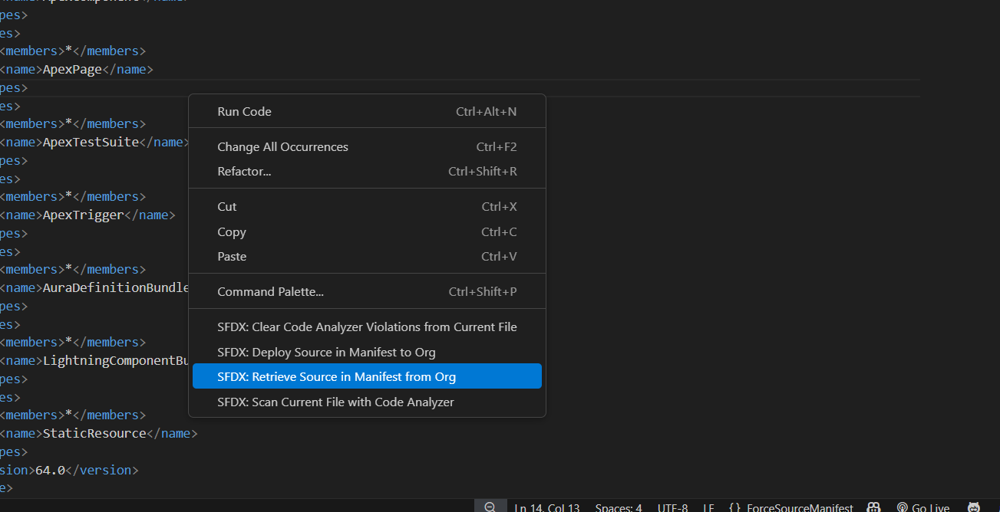 <name>ApexComponent</name>
pes>
es>
<members>*</members>
<name>ApexPage</name>
pes>
es>
<members>*</members>
<name>ApexTestSuite</name>
pes>
es>
<members>*</members>
<name>ApexTrigger</name>
pes>
es>
<members>*</members>
<name>AuraDefinitionBundle
pes>
es>
<members>*</members>
<name>LightningComponentBu
pes>
es>
<members>*</members>
<name>StaticResource</name>
pes>
sion>64.0</version>
e>
Run Code Ctrl+Alt+N
Change All Occurrences Ctrl+F2
Refactor... Ctrl+Shift+R
Cut Ctrl+X
Copy Ctrl+C
Paste Ctrl+V
Command Palette... Ctrl+Shift+P
SFDX: Clear Code Analyzer Violations from Current File
SFDX: Deploy Source in Manifest to Org
SFDX: Retrieve Source in Manifest from Org
SFDX: Scan Current File with Code Analyzer
Ln 14, Col 13 Spaces: 4 UTF-8 LF {} ForceSourceManifest Go Live